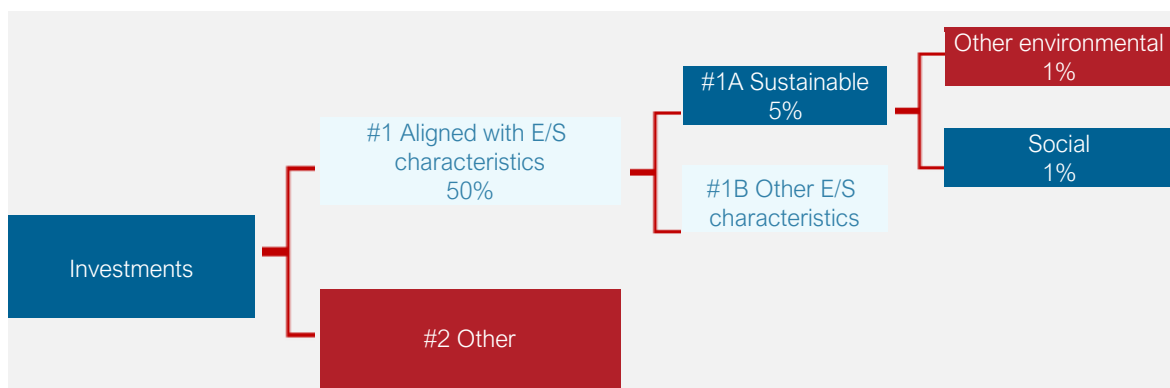 Investments
#1 Aligned with E/S
characteristics
50%
#2 Other
#1A Sustainable
5%
#1B Other E/S
characteristics
Other environmental
1%
Social
1%